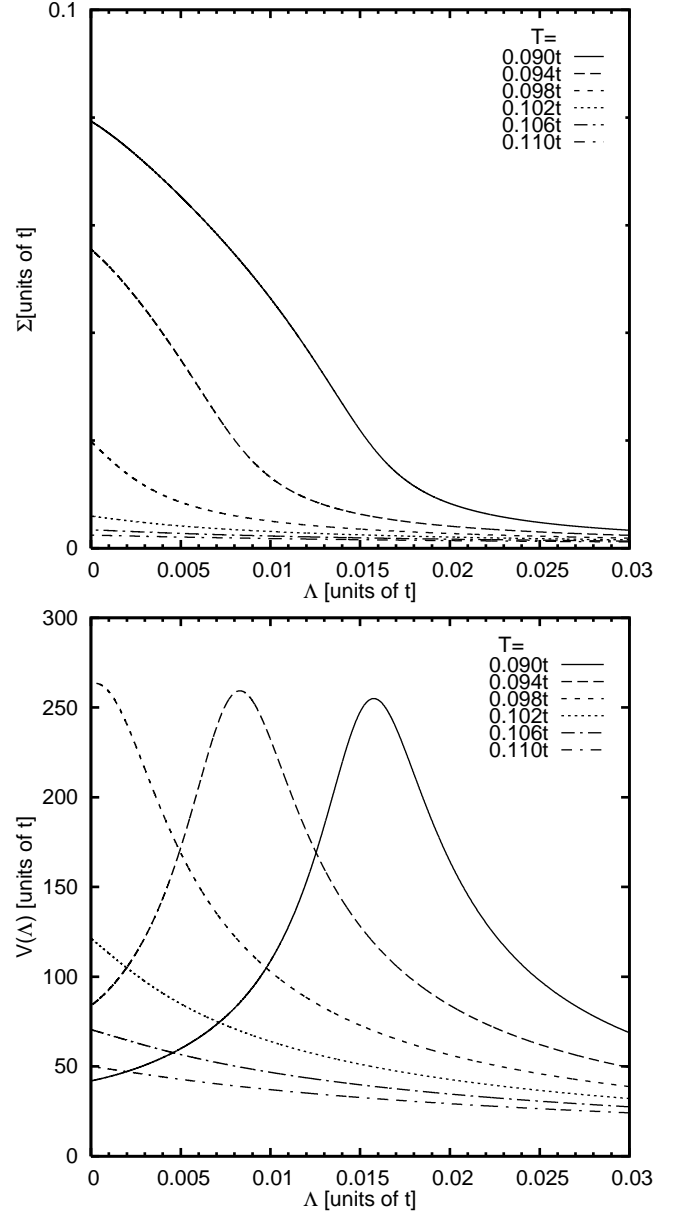 0.1
T=
0.090t
0.094t
0.098t
0.102t
0.106t
0.110t
Σ[units of t]
0
0 0.005 0.01 0.015 0.02 0.025 0.03
Λ [units of t]
300
T=
0.090t
0.094t
0.098t
0.102t
0.106t
0.110t
250
200
V(Λ) [units of t]
150
100
50
0
0 0.005 0.01 0.015 0.02 0.025 0.03
Λ [units of t]